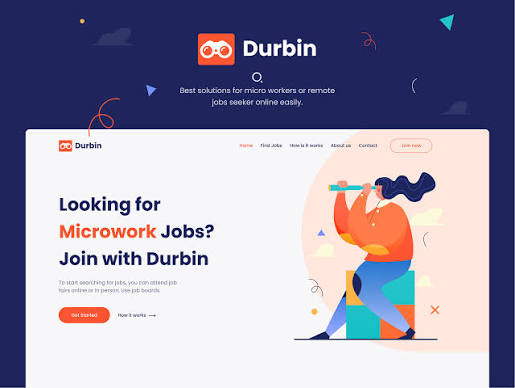 Durbin
Best solutions for micro workers or remote
jobs seeker online easily.
Durbin
Home Find Jobs How is it works About us Contact Join now
Looking for
Microwork Jobs?
Join with Durbin
To start searching for jobs, you can attend job
fairs online or in person. Use job boards
Get Started How it works